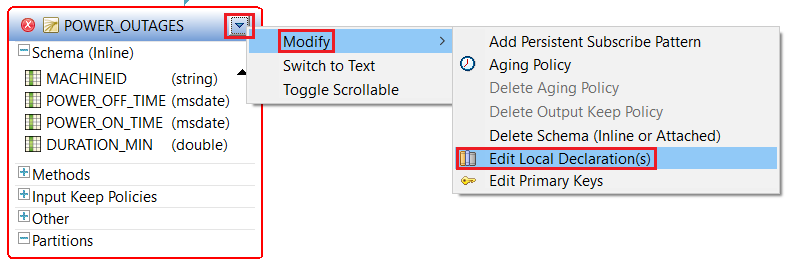 POWER_OUTAGES
Schema (Inline)
MACHINEID (string)
POWER_OFF_TIME (msdate)
POWER_ON_TIME (msdate)
DURATION_MIN (double)
Methods
Input Keep Policies
Other
Partitions
Modify
Switch to Text
Toggle Scrollable
Add Persistent Subscribe Pattern
Aging Policy
Delete Aging Policy
Delete Output Keep Policy
Delete Schema (Inline or Attached)
Edit Local Declaration(s)
Edit Primary Keys